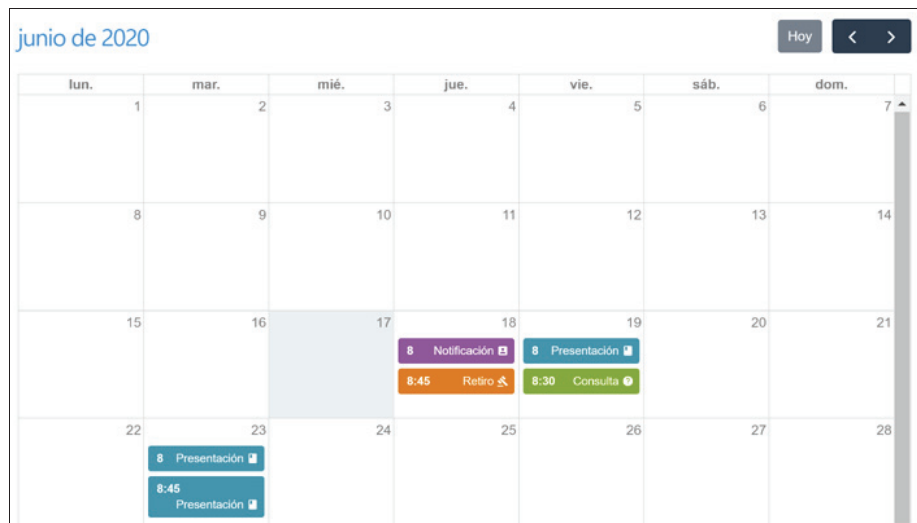 junio de 2020
Hoy
lun. mar. mié. jue. vie. sáb. dom.
1 2 3 4 5 6 7
8 9 10 11 12 13 14
15 16 17 18 19 20 21
8 Notificación 8 Presentación
8:45 Retiro 8:30 Consulta
22 23 24 25 26 27 28
8 Presentación
8:45
Presentación